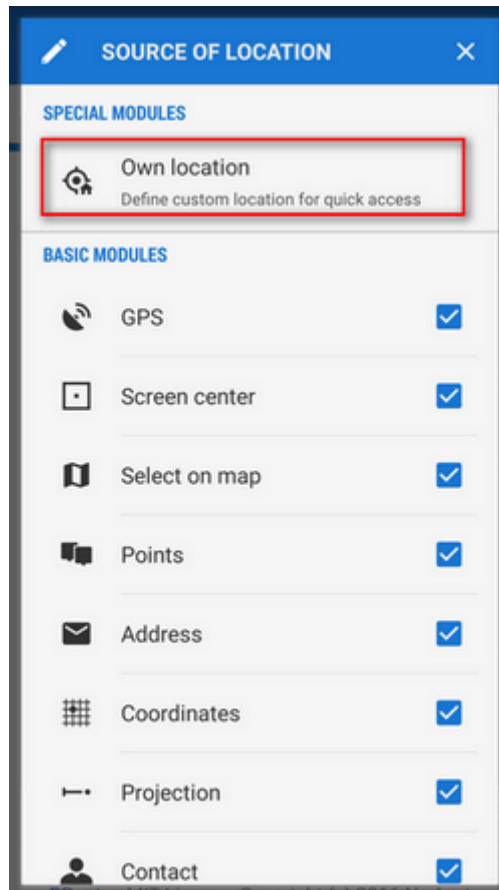 SOURCE OF LOCATION
SPECIAL MODULES
Own location
Define custom location for quick access
BASIC MODULES
GPS
Screen center
Select on map
Points
Address
Coordinates
Projection
Contact